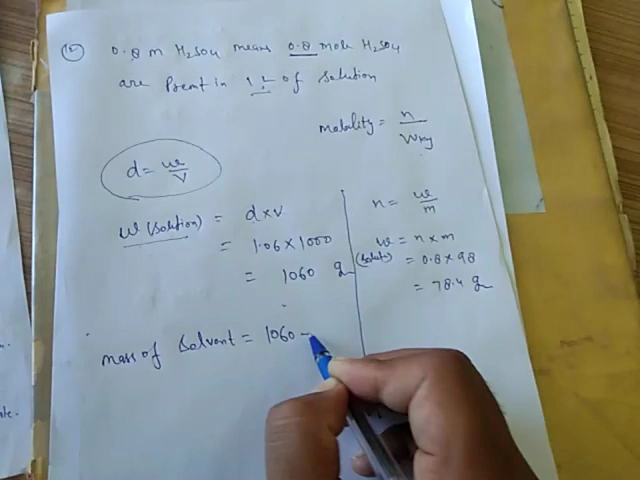 12 0.8 M H2SO4 means 0.8 mole H2SO4
are Present in 1 L of solution
molality = n / Wkg
d = w / v
w (solution) = d × v
= 1.06 × 1000
= 1060 g
n = w / m
w = n × m
(solute) = 0.8 × 98
= 78.4 g
mass of solvent = 1060 -